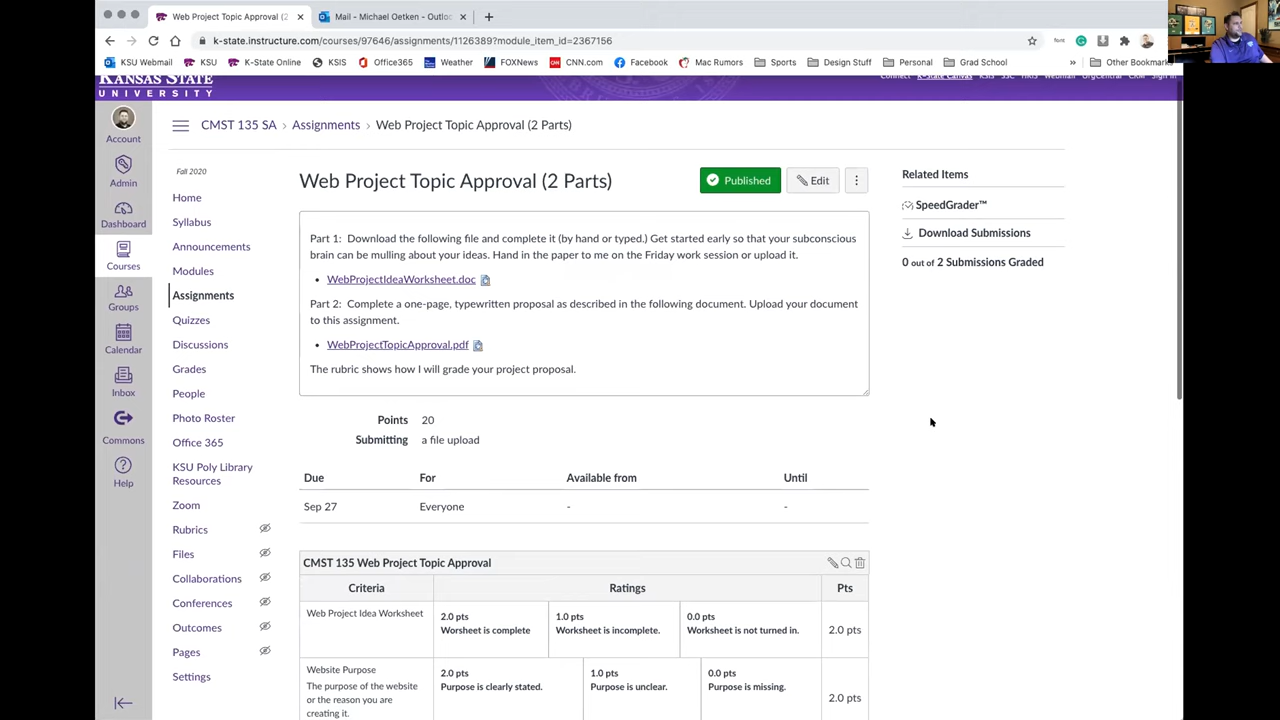 Web Project Topic Approval (2
Mail - Michael Oetken - Outlo
k-state.instructure.com/courses/97646/assignments/1126389?module_item_id=2367156
KSU Webmail
KSU
K-State Online
KSIS
Office365
Weather
FOXNews
CNN.com
Facebook
Mac Rumors
Sports
Design Stuff
Personal
Grad School
Other Bookmarks
KANSAS STATE
UNIVERSITY
Connect
K-State Canvas
KSIS
SSC
HRIS
Webmail
OrgCentral
CRM
Sign in
CMST 135 SA › Assignments › Web Project Topic Approval (2 Parts)
Account
Admin
Dashboard
Courses
Groups
Calendar
Inbox
Commons
Help
Fall 2020
Home
Syllabus
Announcements
Modules
Assignments
Quizzes
Discussions
Grades
People
Photo Roster
Office 365
KSU Poly Library
Resources
Zoom
Rubrics
Files
Collaborations
Conferences
Outcomes
Pages
Settings
Web Project Topic Approval (2 Parts)
Published
Edit
Part 1: Download the following file and complete it (by hand or typed.) Get started early so that your subconscious
brain can be mulling about your ideas. Hand in the paper to me on the Friday work session or upload it.
• WebProjectIdeaWorksheet.doc
Part 2: Complete a one-page, typewritten proposal as described in the following document. Upload your document
to this assignment.
• WebProjectTopicApproval.pdf
The rubric shows how I will grade your project proposal.
Points 20
Submitting a file upload
Due For Available from Until
Sep 27 Everyone - -
CMST 135 Web Project Topic Approval
Criteria Ratings Pts
Web Project Idea Worksheet
2.0 pts
Worsheet is complete
1.0 pts
Worksheet is incomplete.
0.0 pts
Worksheet is not turned in.
2.0 pts
Website Purpose
The purpose of the website
or the reason you are
creating it.
2.0 pts
Purpose is clearly stated.
1.0 pts
Purpose is unclear.
0.0 pts
Purpose is missing.
2.0 pts
Related Items
SpeedGrader™
Download Submissions
0 out of 2 Submissions Graded